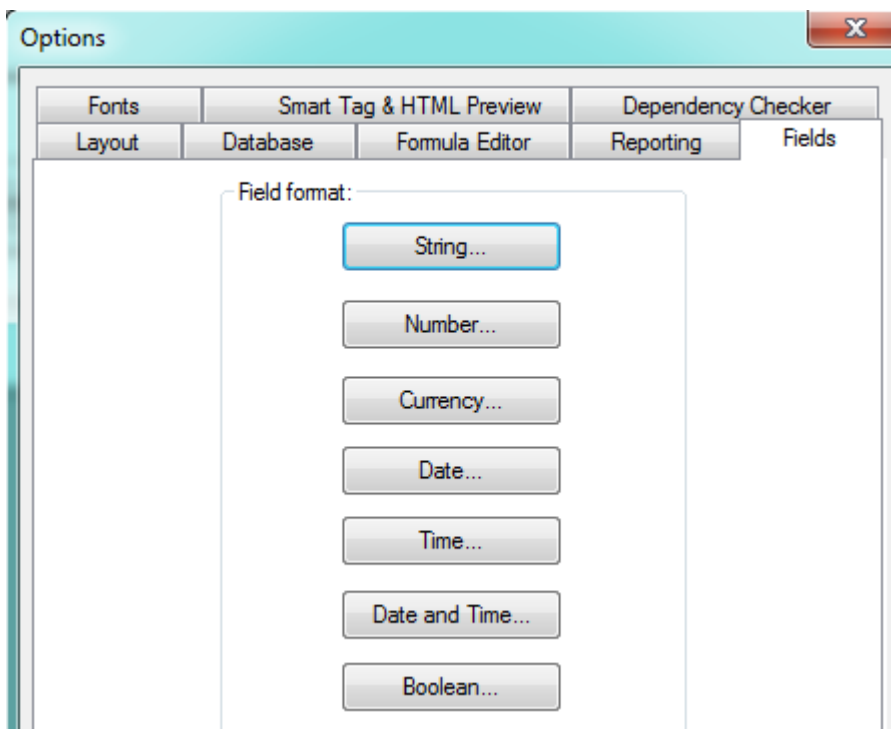 Options
Fonts Smart Tag & HTML Preview Dependency Checker
Layout Database Formula Editor Reporting Fields
Field format:
String...
Number...
Currency...
Date...
Time...
Date and Time...
Boolean...